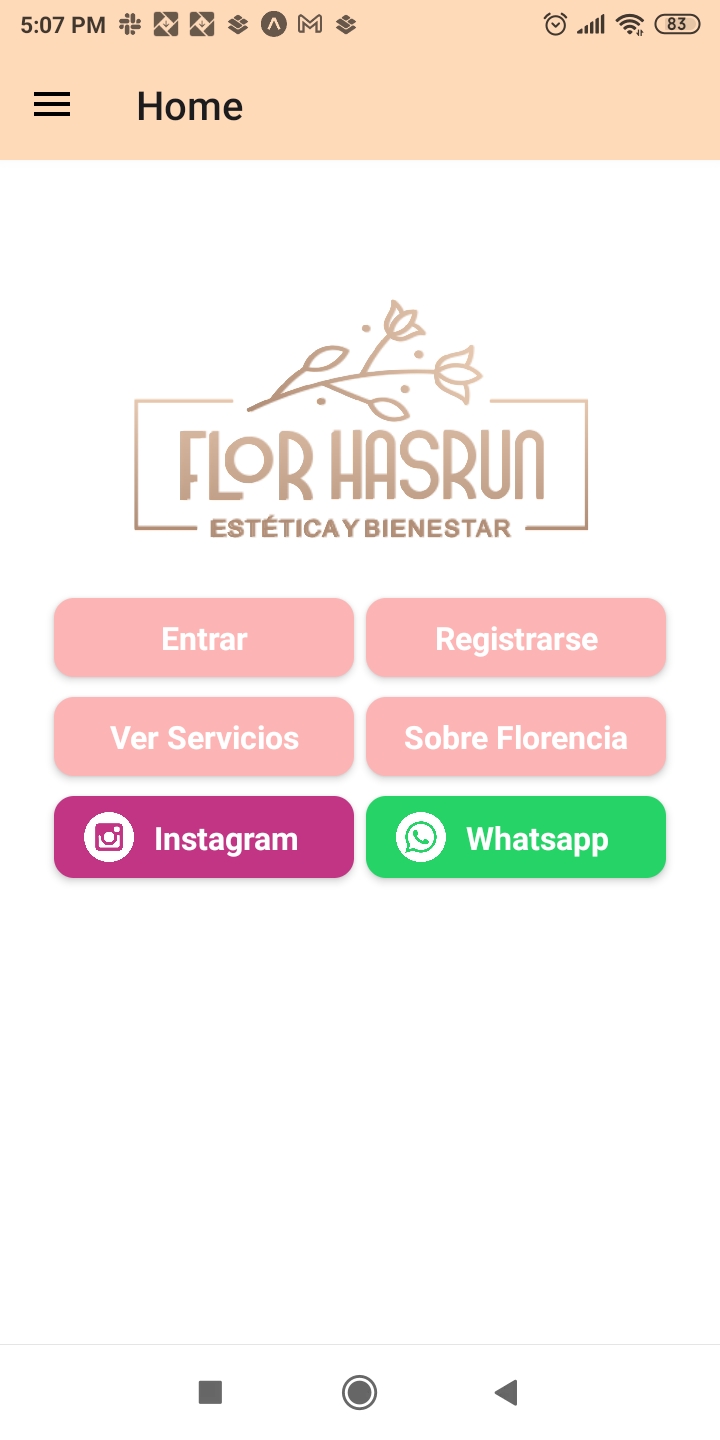 5:07 PM 83
Home
FLOR HASRUN
ESTÉTICA Y BIENESTAR
Entrar Registrarse
Ver Servicios Sobre Florencia
Instagram Whatsapp